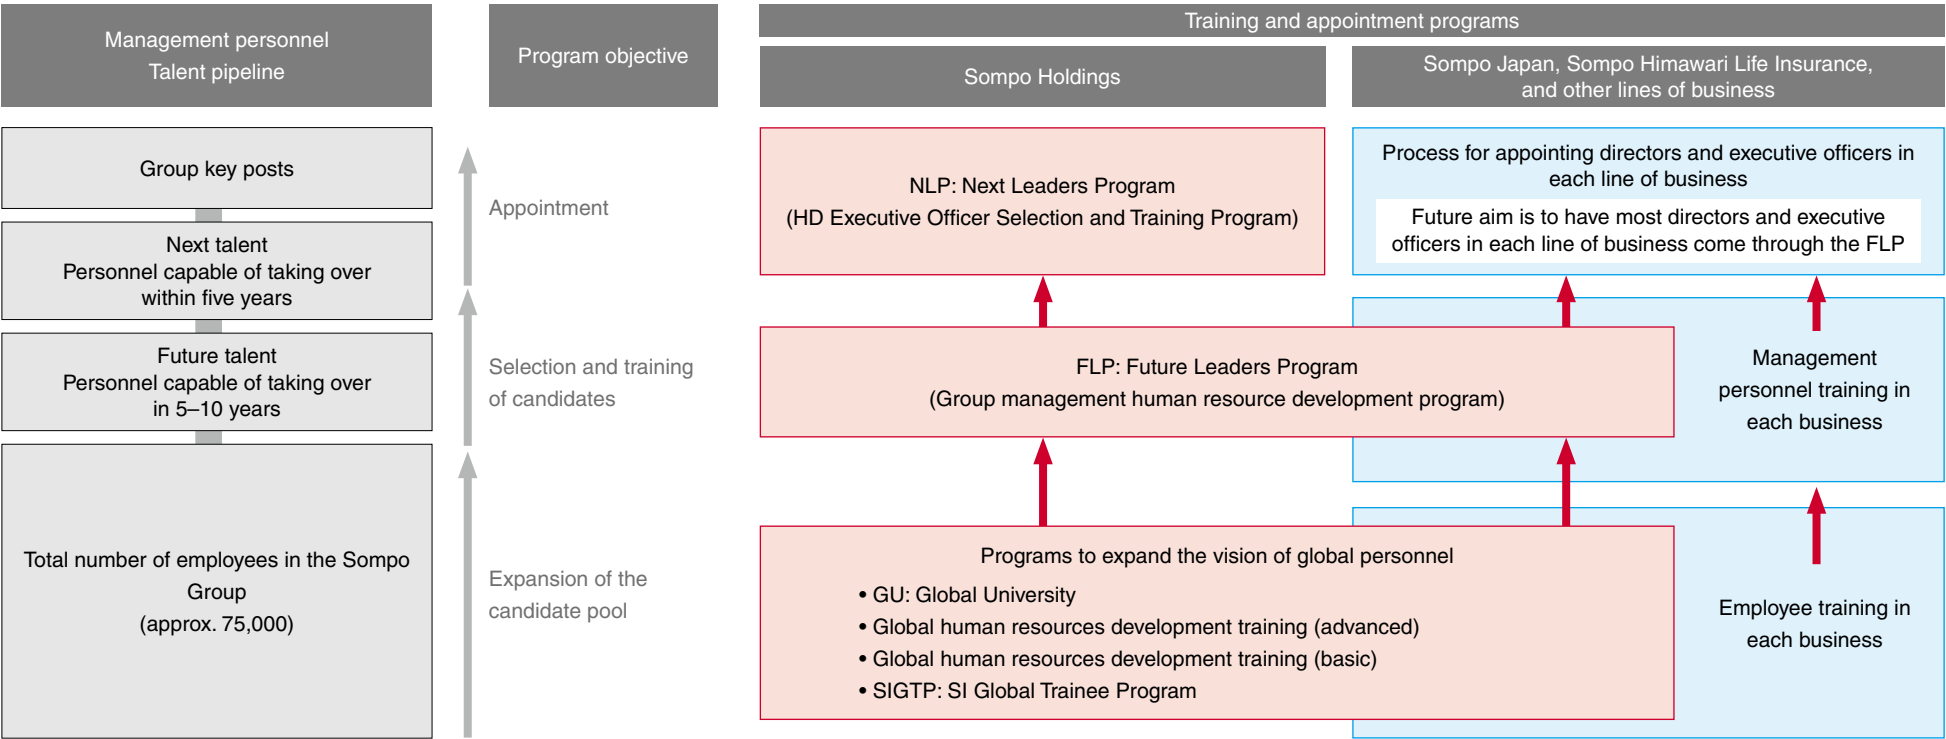 Management personnel
Talent pipeline
Program objective
Training and appointment programs
Sompo Holdings
Sompo Japan, Sompo Himawari Life Insurance,
and other lines of business
Group key posts
Next talent
Personnel capable of taking over
within five years
Future talent
Personnel capable of taking over
in 5–10 years
Total number of employees in the Sompo
Group
(approx. 75,000)
Appointment
Selection and training
of candidates
Expansion of the
candidate pool
NLP: Next Leaders Program
(HD Executive Officer Selection and Training Program)
Process for appointing directors and executive officers in
each line of business
Future aim is to have most directors and executive
officers in each line of business come through the FLP
FLP: Future Leaders Program
(Group management human resource development program)
Management
personnel training in
each business
Programs to expand the vision of global personnel
• GU: Global University
• Global human resources development training (advanced)
• Global human resources development training (basic)
• SIGTP: SI Global Trainee Program
Employee training in
each business